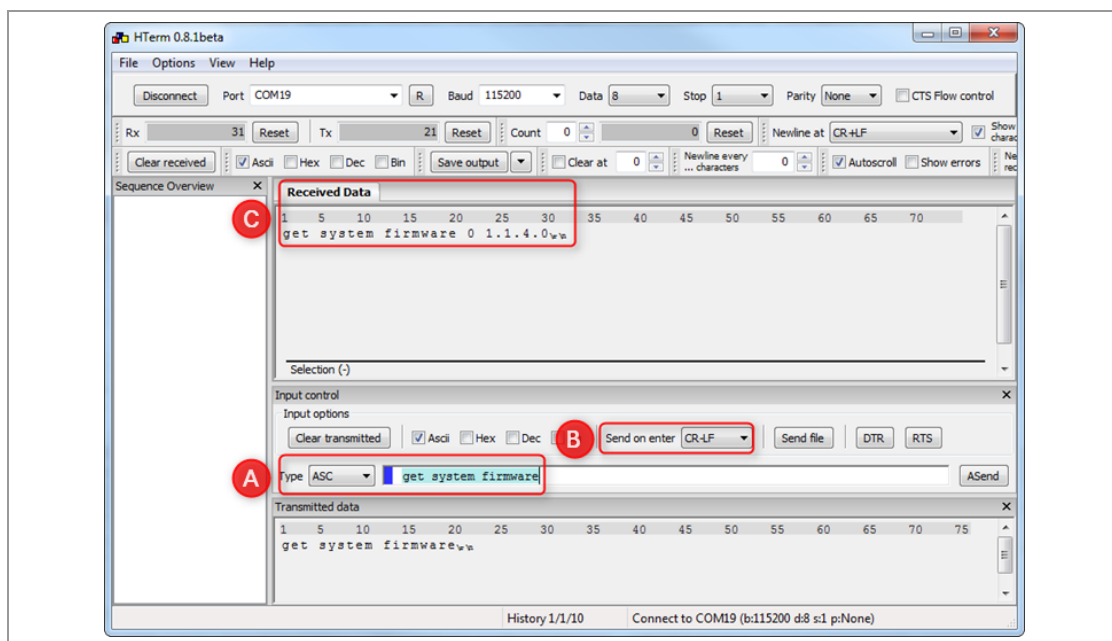 HTerm 0.8.1beta
File Options View Help
Disconnect Port COM19 R Baud 115200 Data 8 Stop 1 Parity None CTS Flow control
Rx 31 Reset Tx 21 Reset Count 0 0 Reset Newline at CR+LF Show
charac
Clear received Ascii Hex Dec Bin Save output Clear at 0 Newline every ... characters 0 Autoscroll Show errors Ne
rec
Sequence Overview X Received Data
C
1 5 10 15 20 25 30 35 40 45 50 55 60 65 70
get system firmware 0 1.1.4.0\r\n
Selection (-)
Input control X
Input options
Clear transmitted Ascii Hex Dec B Send on enter CR-LF Send file DTR RTS
A Type ASC get system firmware ASend
Transmitted data X
1 5 10 15 20 25 30 35 40 45 50 55 60 65 70 75
get system firmware\r\n
History 1/1/10 Connect to COM19 (b:115200 d:8 s:1 p:None)